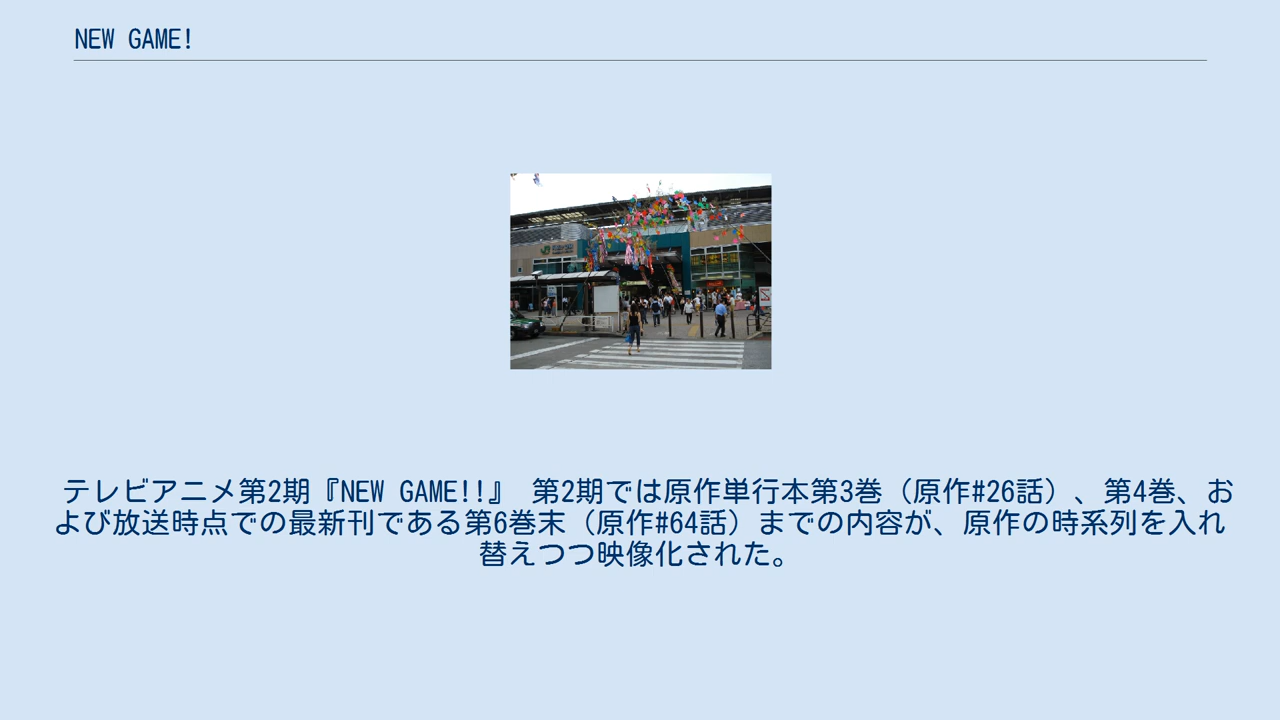 NEW GAME!
テレビアニメ第2期『NEW GAME!!』 第2期では原作単行本第3巻（原作#26話）、第4巻、お
よび放送時点での最新刊である第6巻末（原作#64話）までの内容が、原作の時系列を入れ
替えつつ映像化された。